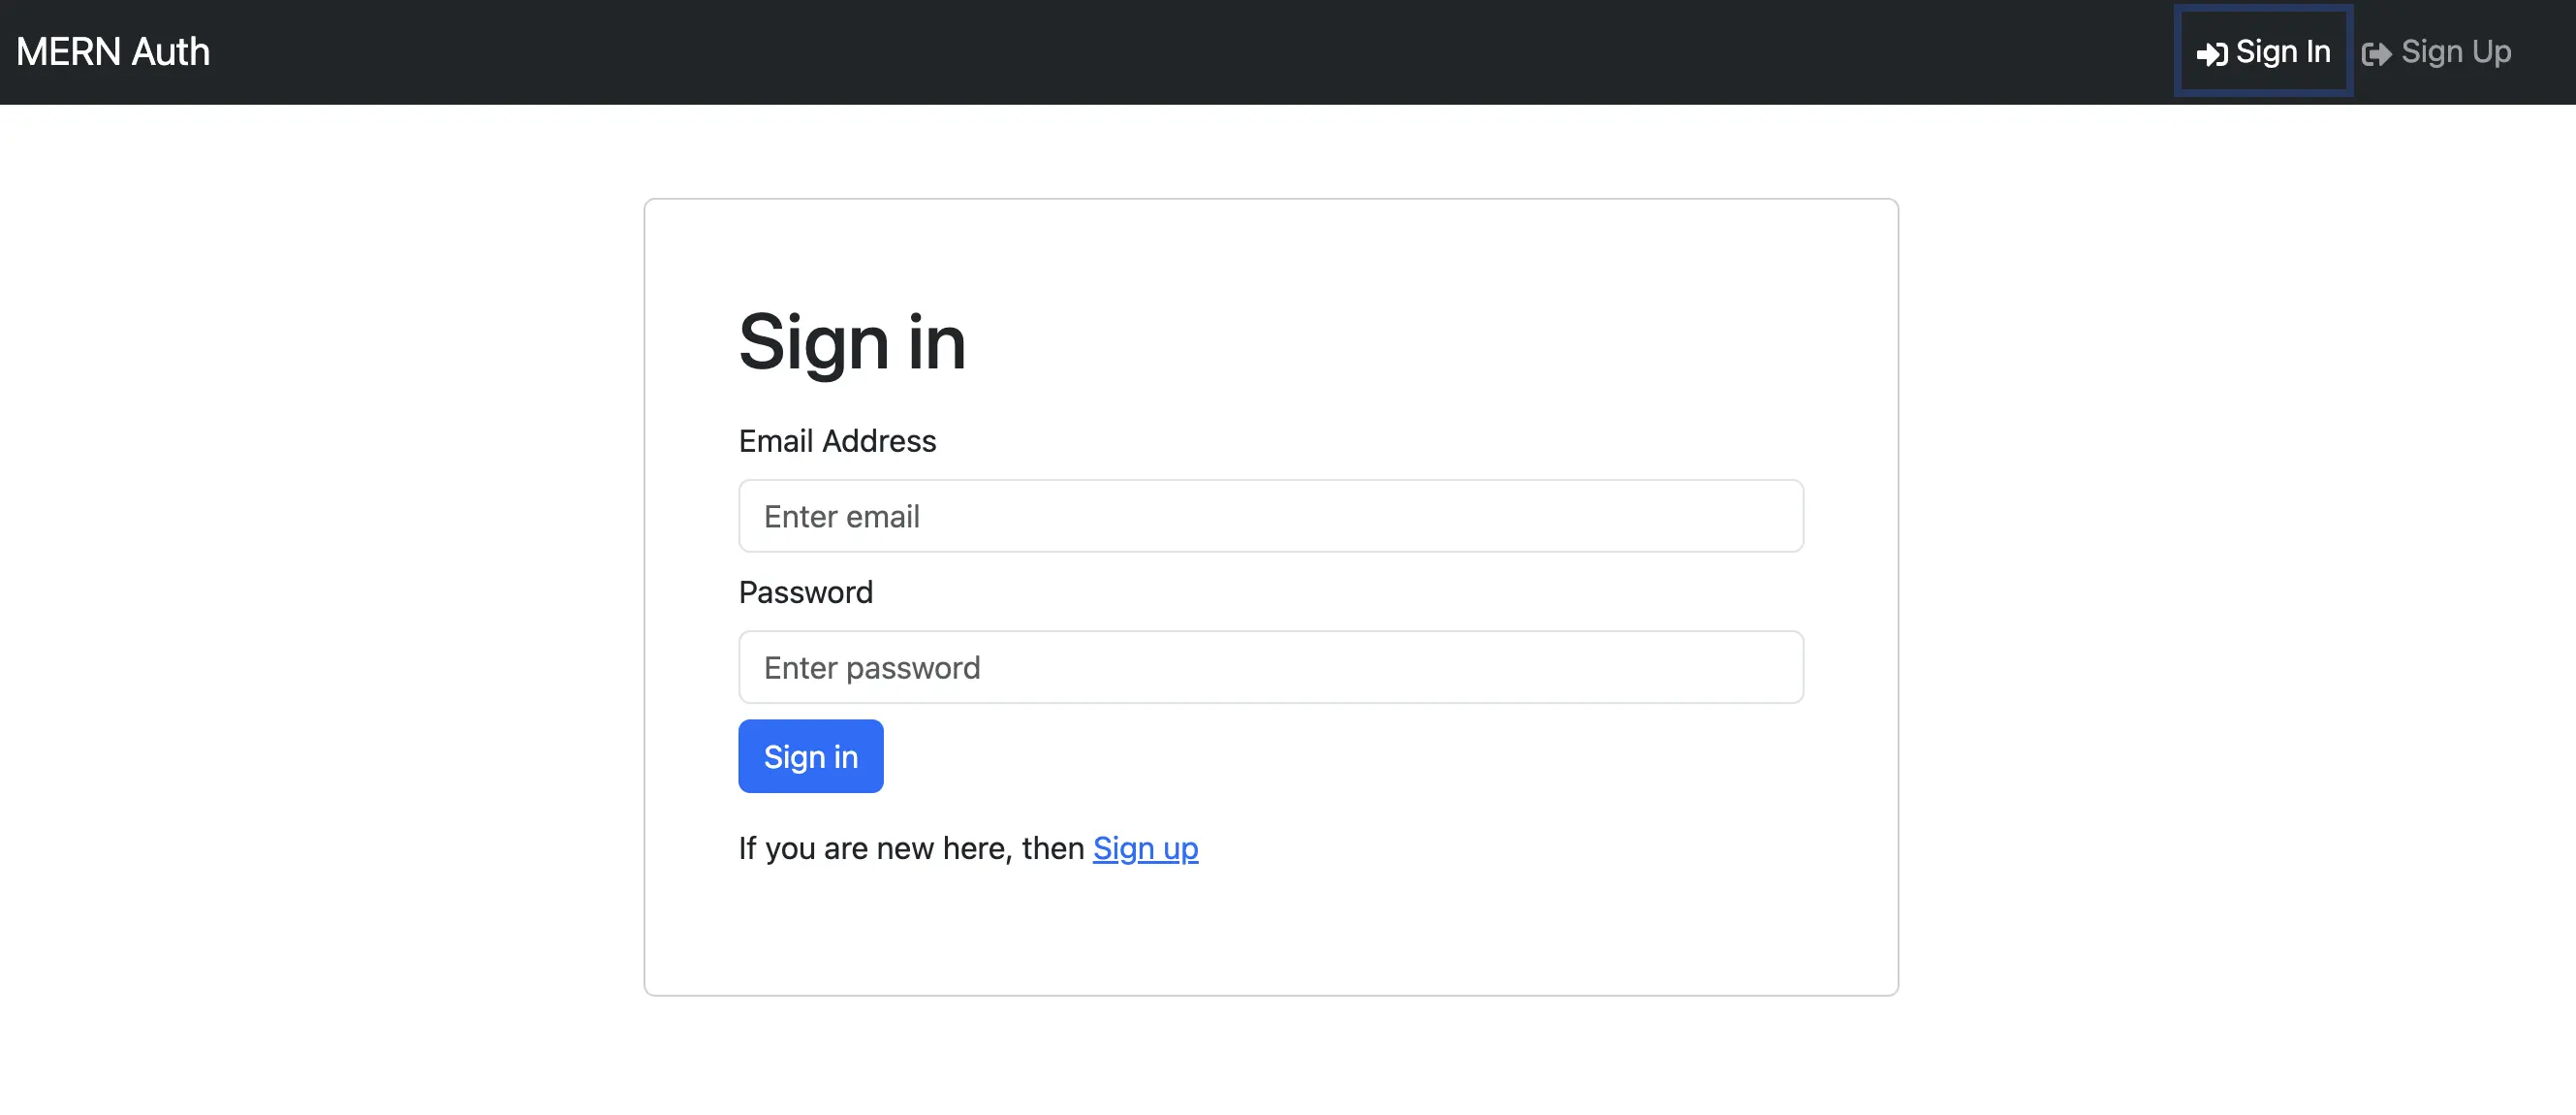 MERN Auth
Sign In
Sign Up
Sign in
Email Address
Enter email
Password
Enter password
Sign in
If you are new here, then Sign up